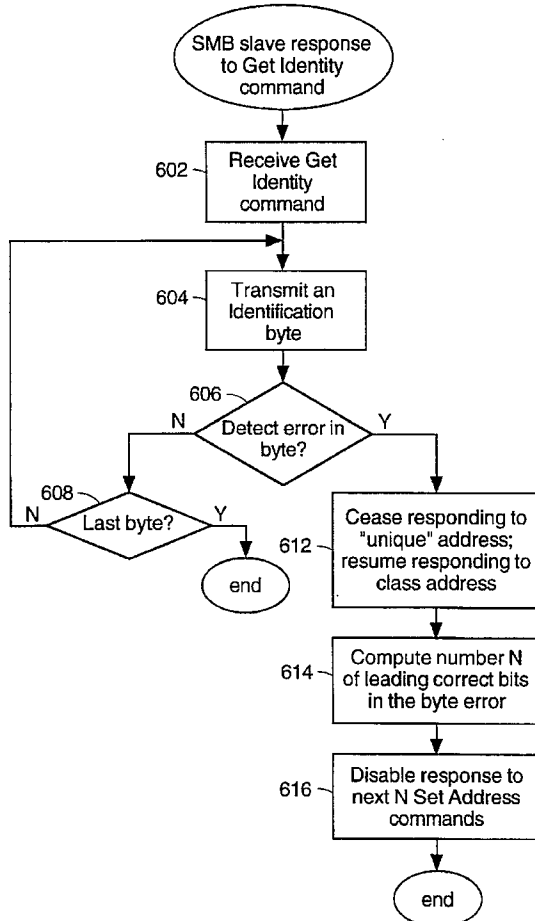 SMB slave response
to Get Identity
command
602
Receive Get
Identity
command
604
Transmit an
Identification
byte
606
N
Y
Detect error in
byte?
608
N
Y
Last byte?
end
612
Cease responding to
"unique" address;
resume responding to
class address
614
Compute number N
of leading correct bits
in the byte error
616
Disable response to
next N Set Address
commands
end